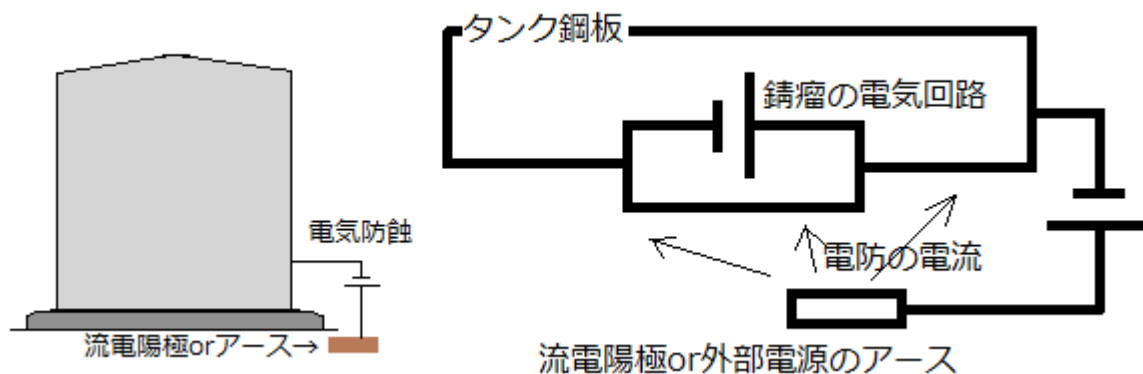 電気防蝕
流電陽極orアース→
タンク鋼板
錆瘤の電気回路
電防の電流
流電陽極or外部電源のアース